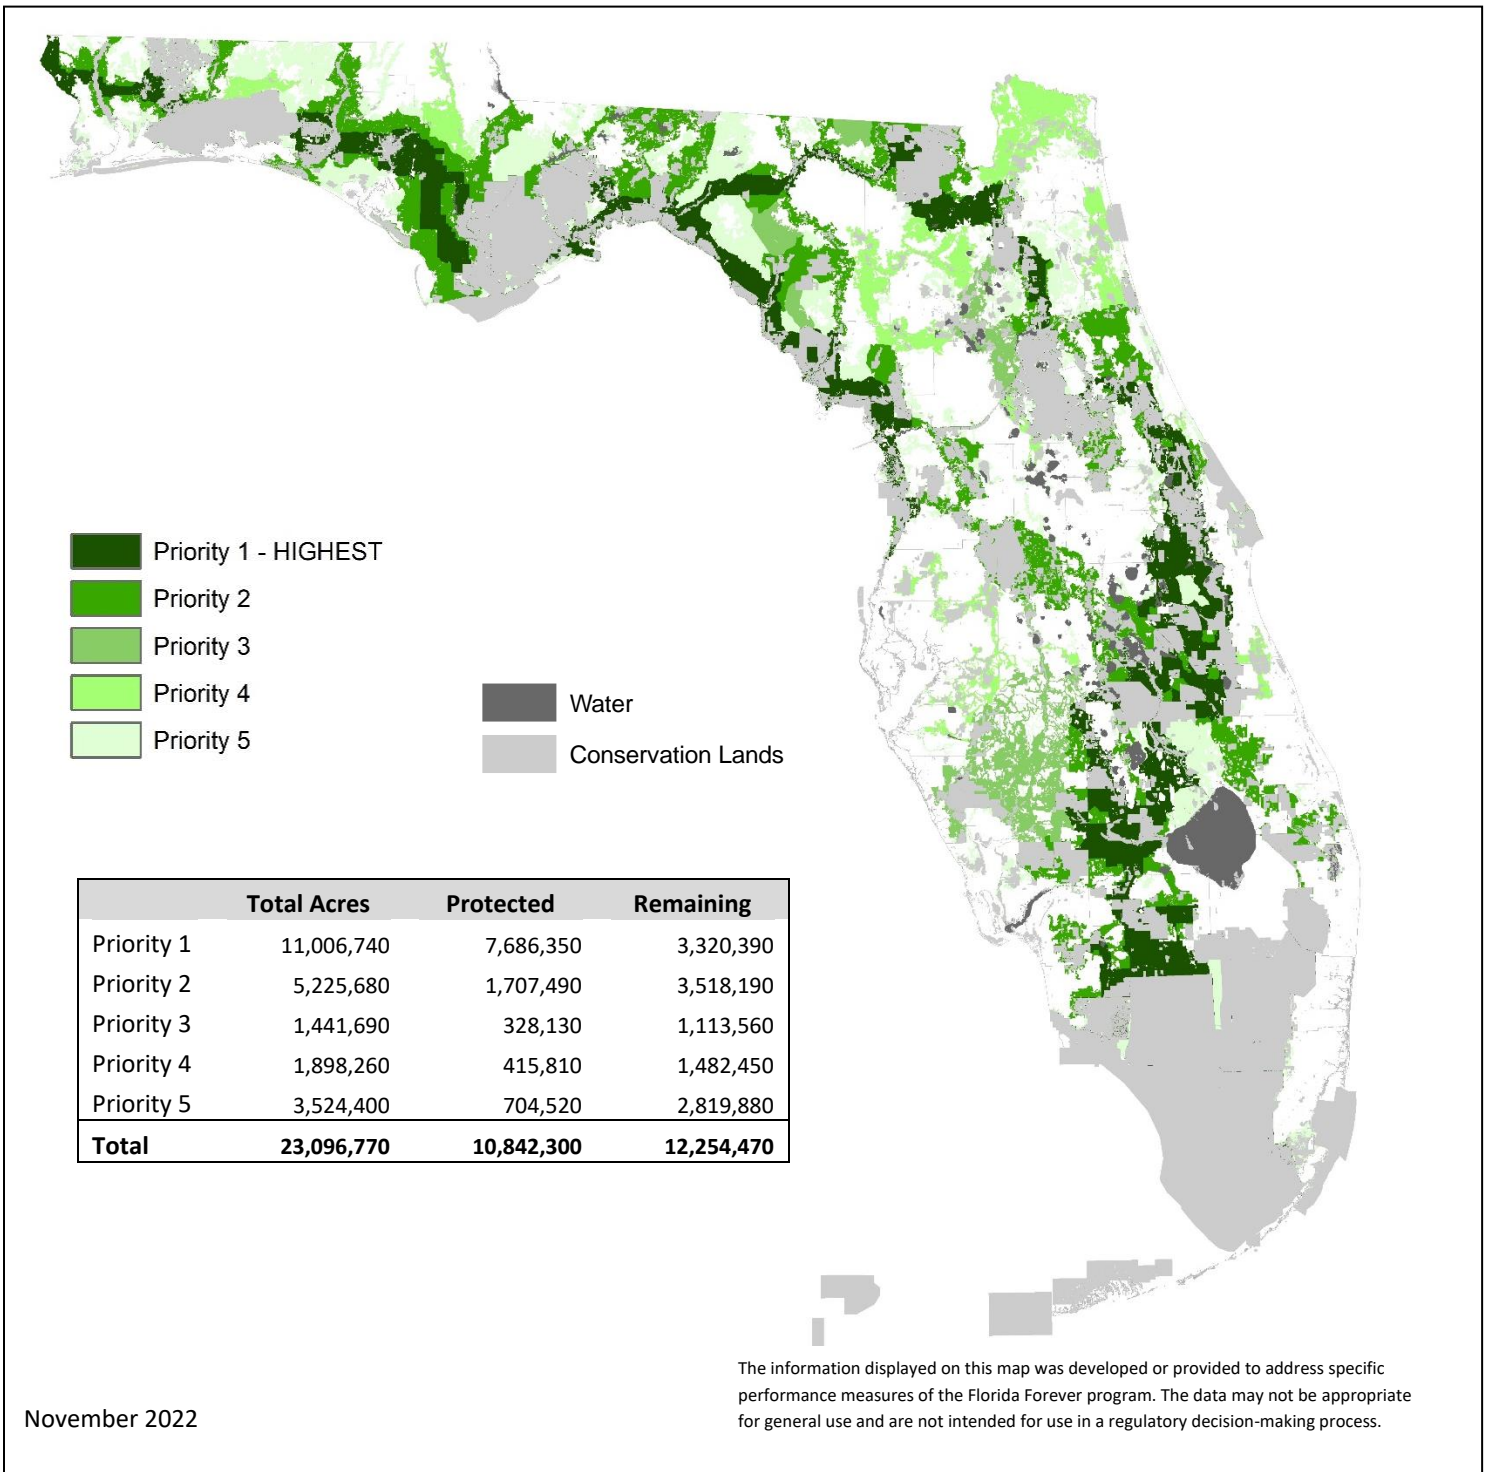 Priority 1 - HIGHEST
Priority 2
Priority 3
Priority 4
Priority 5
Water
Conservation Lands
Total Acres Protected Remaining
Priority 1 11,006,740 7,686,350 3,320,390
Priority 2 5,225,680 1,707,490 3,518,190
Priority 3 1,441,690 328,130 1,113,560
Priority 4 1,898,260 415,810 1,482,450
Priority 5 3,524,400 704,520 2,819,880
Total 23,096,770 10,842,300 12,254,470
The information displayed on this map was developed or provided to address specific
performance measures of the Florida Forever program. The data may not be appropriate
for general use and are not intended for use in a regulatory decision-making process.
November 2022